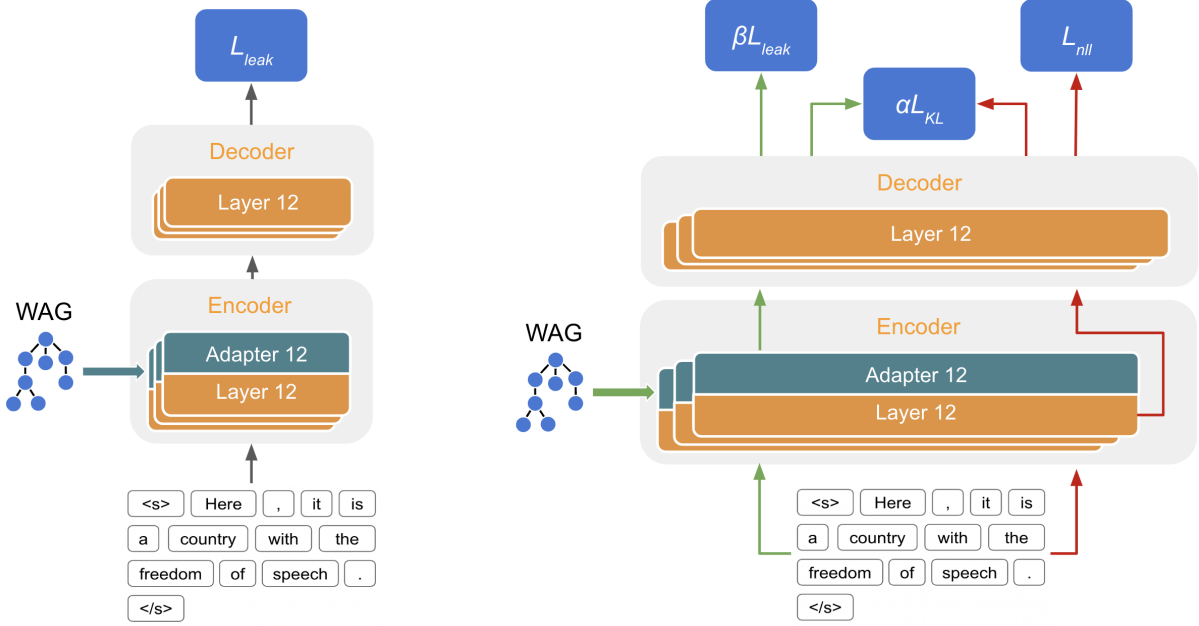 L_leak
Decoder
Layer 12
Encoder
WAG
Adapter 12
Layer 12
<s> Here , it is
a country with the
freedom of speech .
</s>
βL_leak
L_nll
αL_KL
Decoder
Layer 12
Encoder
WAG
Adapter 12
Layer 12
<s> Here , it is
a country with the
freedom of speech .
</s>